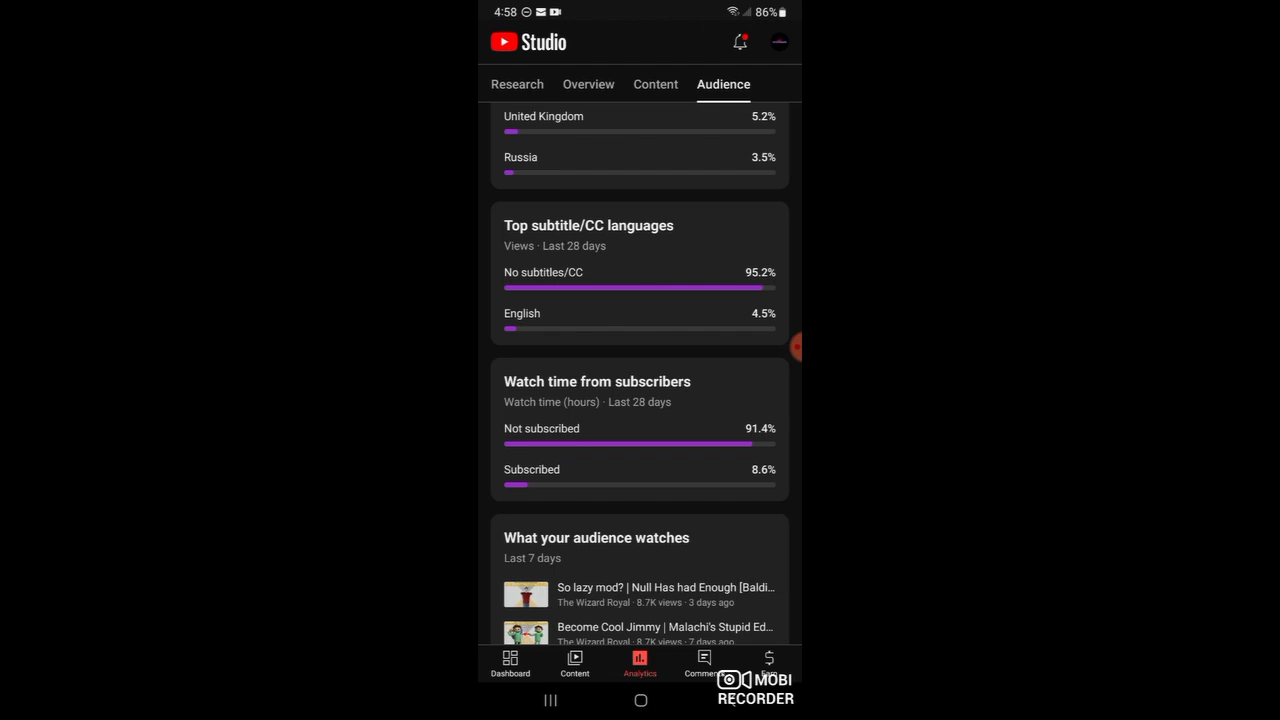 4:58 86%
Studio
Research Overview Content Audience
United Kingdom 5.2%
Russia 3.5%
Top subtitle/CC languages
Views · Last 28 days
No subtitles/CC 95.2%
English 4.5%
Watch time from subscribers
Watch time (hours) · Last 28 days
Not subscribed 91.4%
Subscribed 8.6%
What your audience watches
Last 7 days
So lazy mod? | Null Has had Enough [Baldi...
The Wizard Royal · 8.7K views · 3 days ago
Become Cool Jimmy | Malachi's Stupid Ed...
The Wizard Royal · 8.7K views · 7 days ago
Dashboard Content Analytics
MOBI
RECORDER